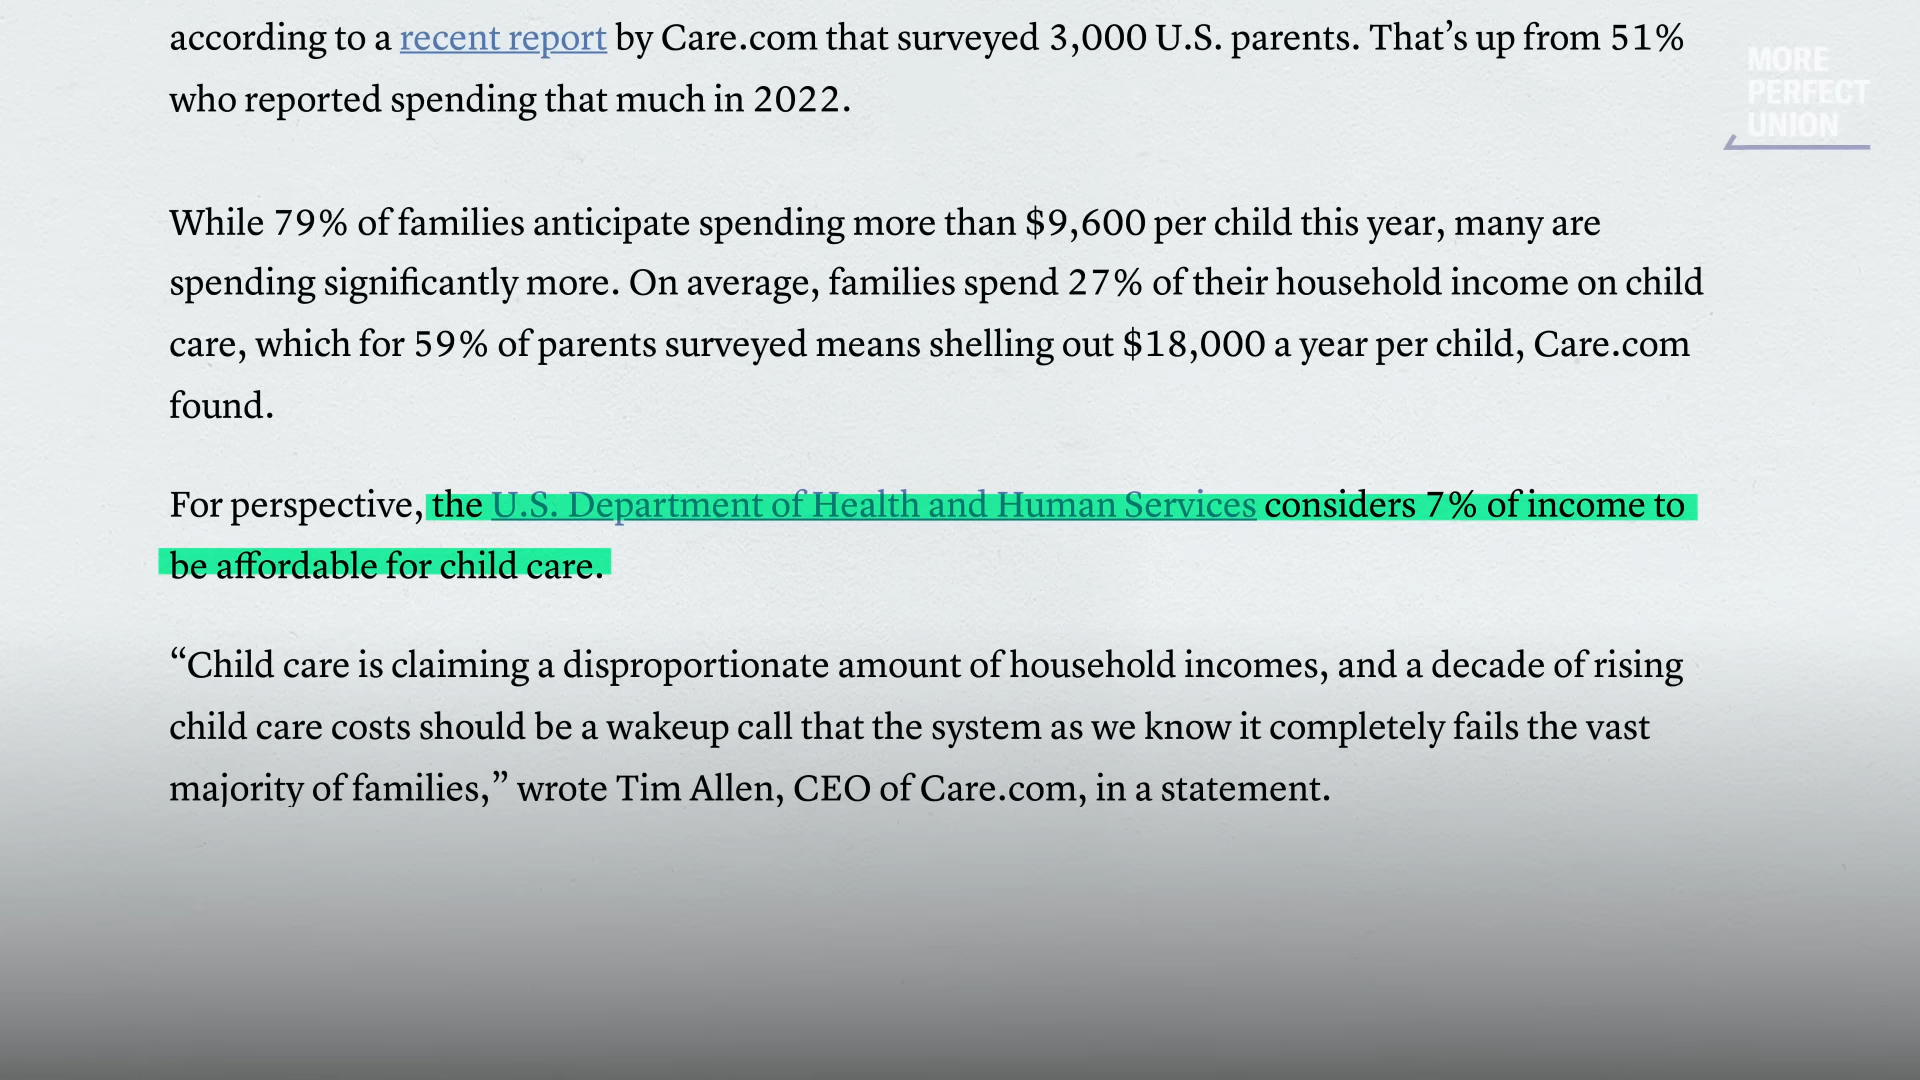 according to a recent report by Care.com that surveyed 3,000 U.S. parents. That’s up from 51%
who reported spending that much in 2022.
MORE
PERFECT
UNION
While 79% of families anticipate spending more than $9,600 per child this year, many are
spending significantly more. On average, families spend 27% of their household income on child
care, which for 59% of parents surveyed means shelling out $18,000 a year per child, Care.com
found.
For perspective, the U.S. Department of Health and Human Services considers 7% of income to
be affordable for child care.
“Child care is claiming a disproportionate amount of household incomes, and a decade of rising
child care costs should be a wakeup call that the system as we know it completely fails the vast
majority of families,” wrote Tim Allen, CEO of Care.com, in a statement.